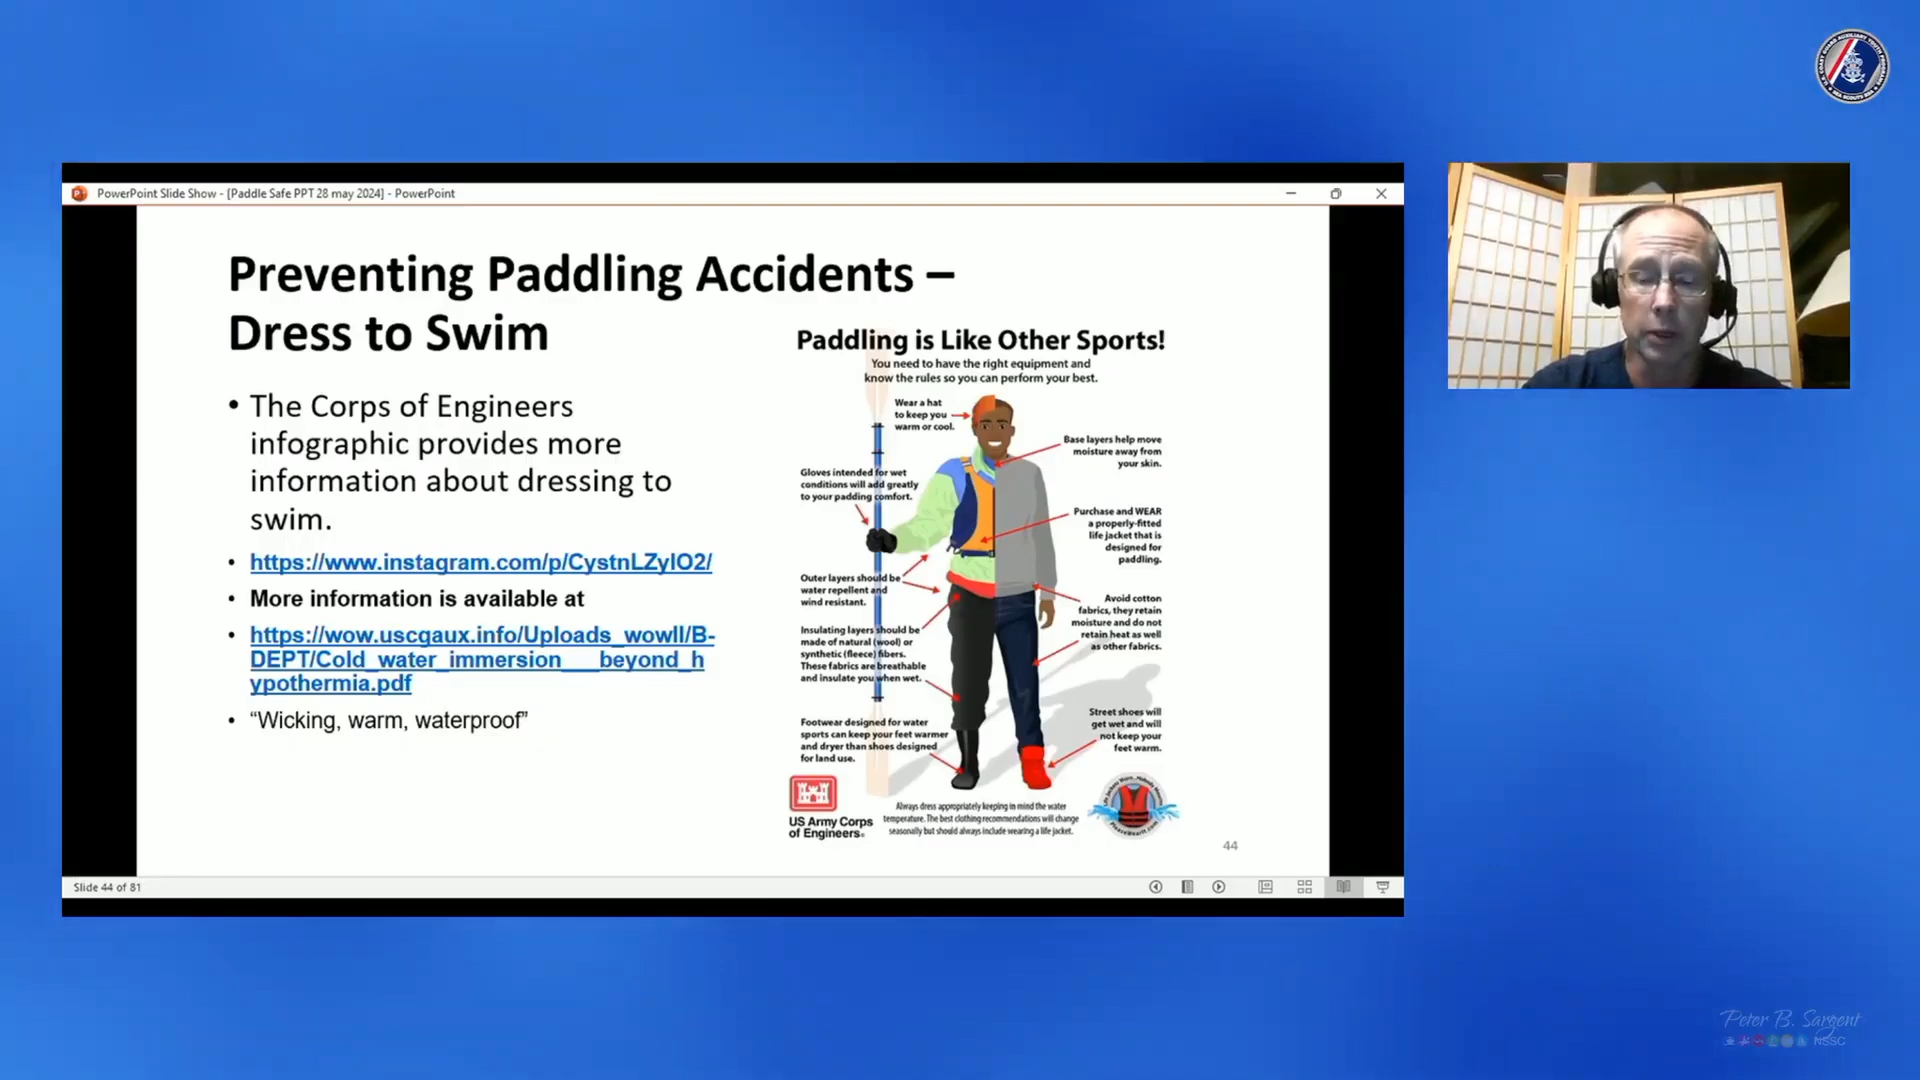 PowerPoint Slide Show - [Paddle Safe PPT 28 may 2024] - PowerPoint
Preventing Paddling Accidents –
Dress to Swim
• The Corps of Engineers
infographic provides more
information about dressing to
swim.
• https://www.instagram.com/p/CystnLZylO2/
• More information is available at
• https://wow.uscgaux.info/Uploads_wowII/B-
DEPT/Cold_water_immersion___beyond_h
ypothermia.pdf
• “Wicking, warm, waterproof”
Paddling is Like Other Sports!
You need to have the right equipment and
know the rules so you can perform your best.
Wear a hat
to keep you
warm or cool.
Base layers help move
moisture away from
your skin.
Gloves intended for wet
conditions will add greatly
to your padding comfort.
Purchase and WEAR
a properly-fitted
life jacket that is
designed for
paddling.
Outer layers should be
water repellent and
wind resistant.
Avoid cotton
fabrics, they retain
moisture and do not
retain heat as well
as other fabrics.
Insulating layers should be
made of natural (wool) or
synthetic (fleece) fibers.
These fabrics are breathable
and insulate you when wet.
Street shoes will
get wet and will
not keep your
feet warm.
Footwear designed for water
sports can keep your feet warmer
and dryer than shoes designed
for land use.
US Army Corps
of Engineers®
Always dress appropriately keeping in mind the water
temperature. The best clothing recommendations will change
seasonally but should always include wearing a life jacket.
44
Slide 44 of 81
Peter B. Sargent
NSSC